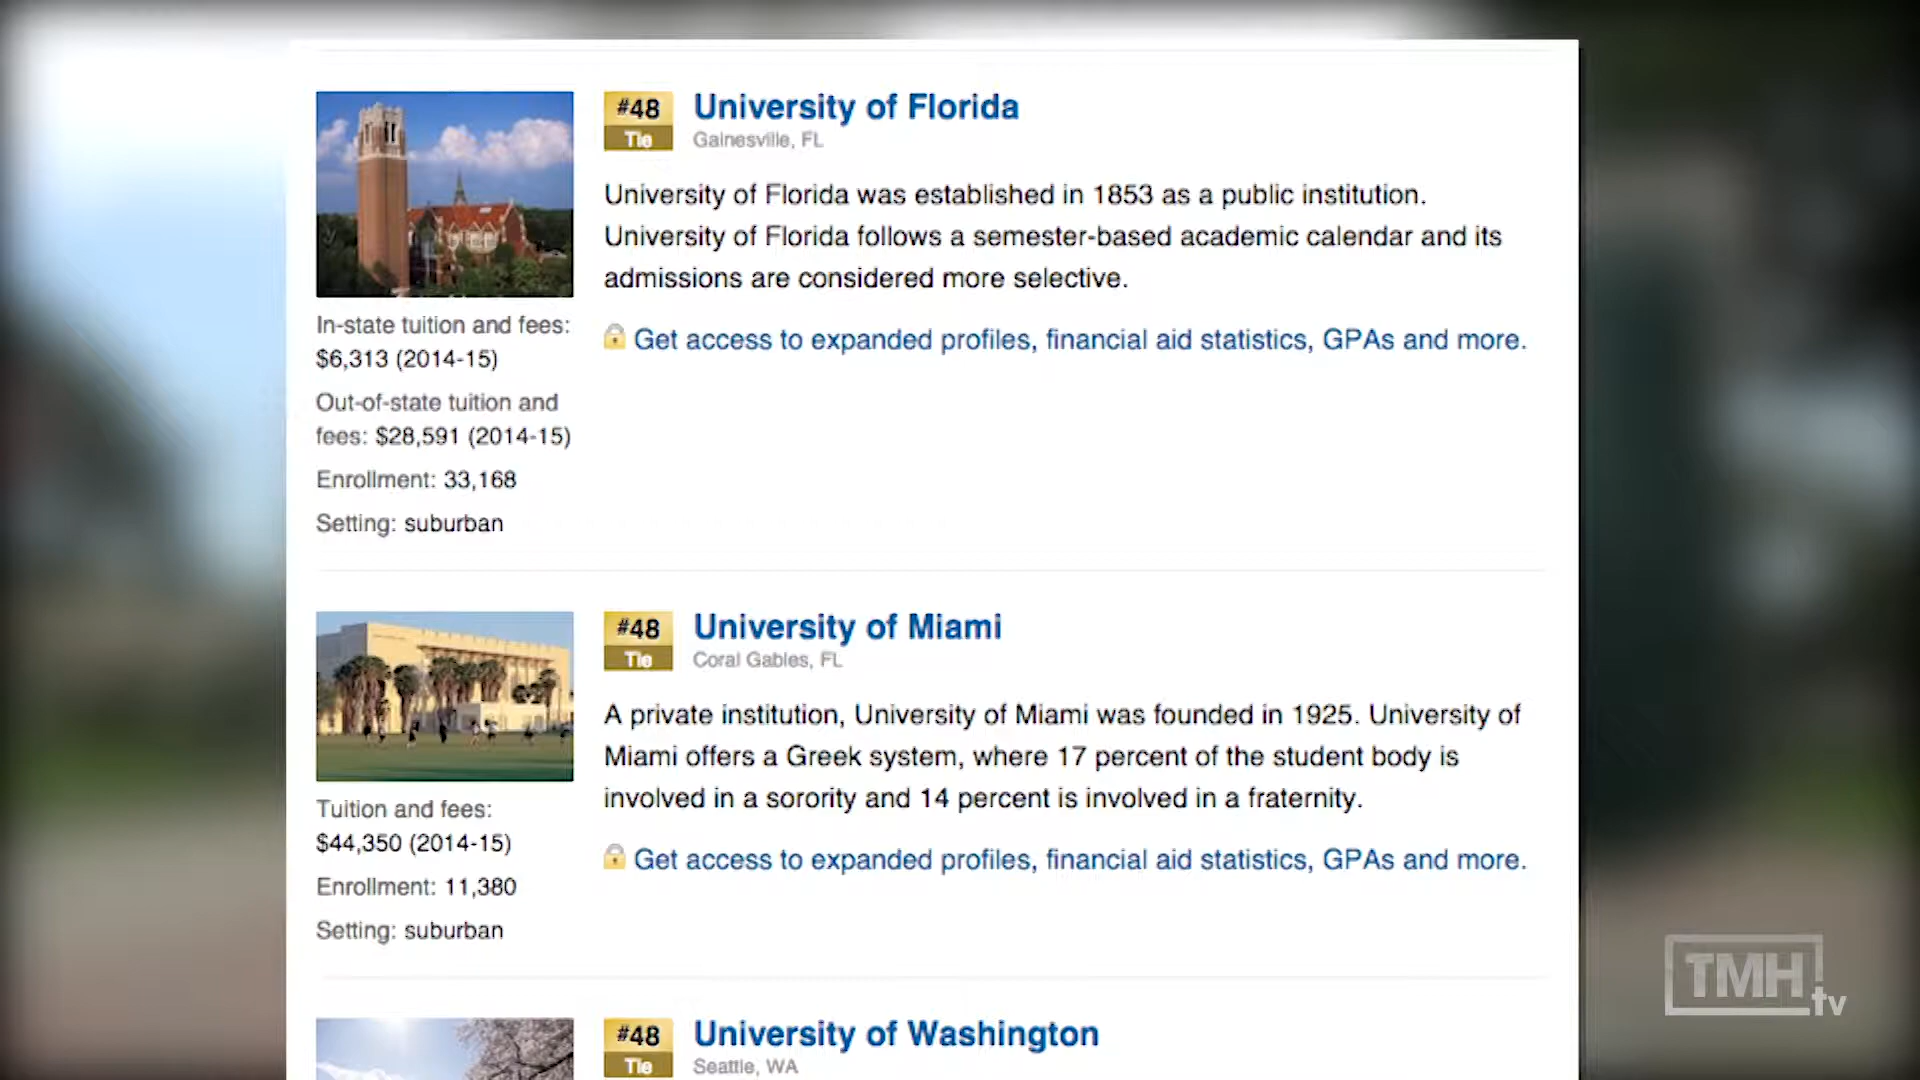 #48
Tie
University of Florida
Gainesville, FL
University of Florida was established in 1853 as a public institution.
University of Florida follows a semester-based academic calendar and its
admissions are considered more selective.
Get access to expanded profiles, financial aid statistics, GPAs and more.
In-state tuition and fees:
$6,313 (2014-15)
Out-of-state tuition and
fees: $28,591 (2014-15)
Enrollment: 33,168
Setting: suburban
#48
Tie
University of Miami
Coral Gables, FL
A private institution, University of Miami was founded in 1925. University of
Miami offers a Greek system, where 17 percent of the student body is
involved in a sorority and 14 percent is involved in a fraternity.
Get access to expanded profiles, financial aid statistics, GPAs and more.
Tuition and fees:
$44,350 (2014-15)
Enrollment: 11,380
Setting: suburban
#48
Tie
University of Washington
Seattle, WA
TMH
.tv